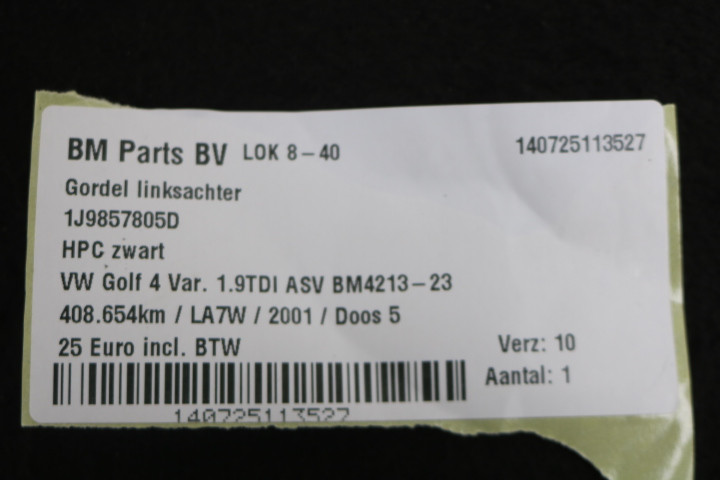 BM Parts BV LOK 8-40 140725113527
Gordel linksachter
1J9857805D
HPC zwart
VW Golf 4 Var. 1.9TDI ASV BM4213-23
408.654km / LA7W / 2001 / Doos 5
25 Euro incl. BTW Verz: 10
Aantal: 1
140725113527